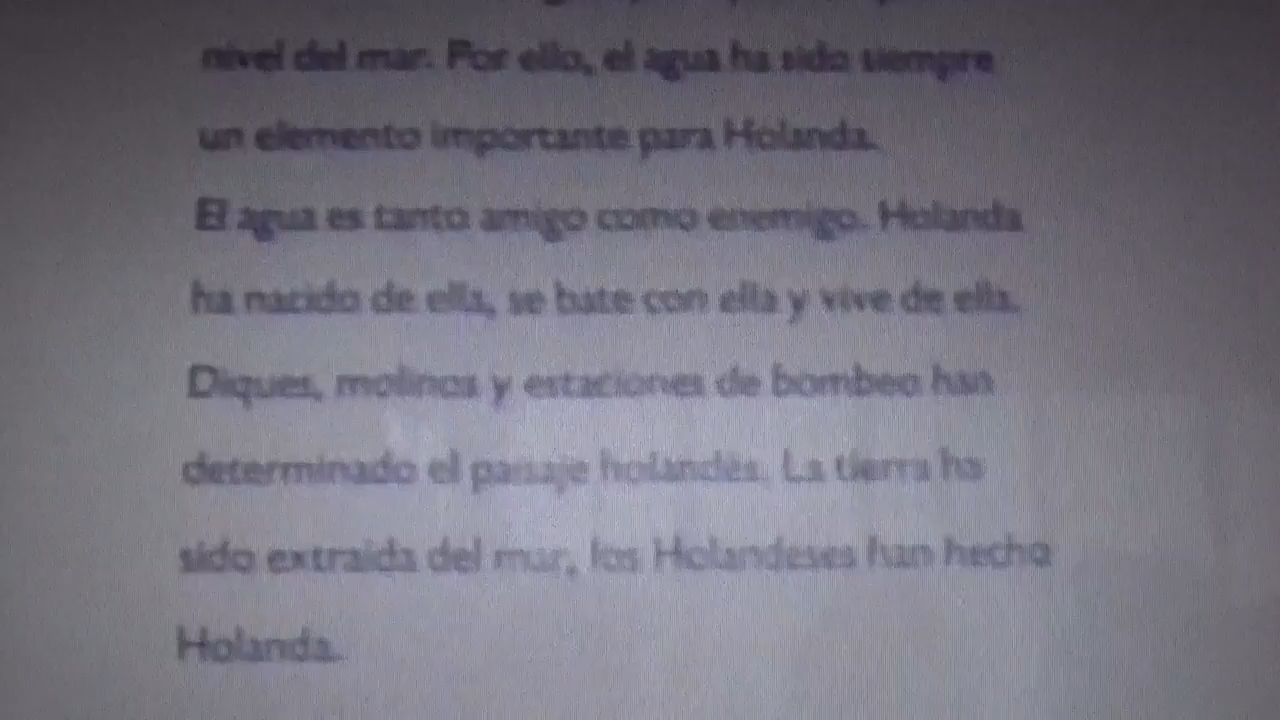 nivel del mar. Por ello, el agua ha sido siempre
un elemento importante para Holanda.
El agua es tanto amigo como enemigo. Holanda
ha nacido de ella, se bate con ella y vive de ella.
Diques, molinos y estaciones de bombeo han
determinado el paisaje holandés. La tierra ha
sido extraida del mar, los Holandeses han hecho
Holanda.